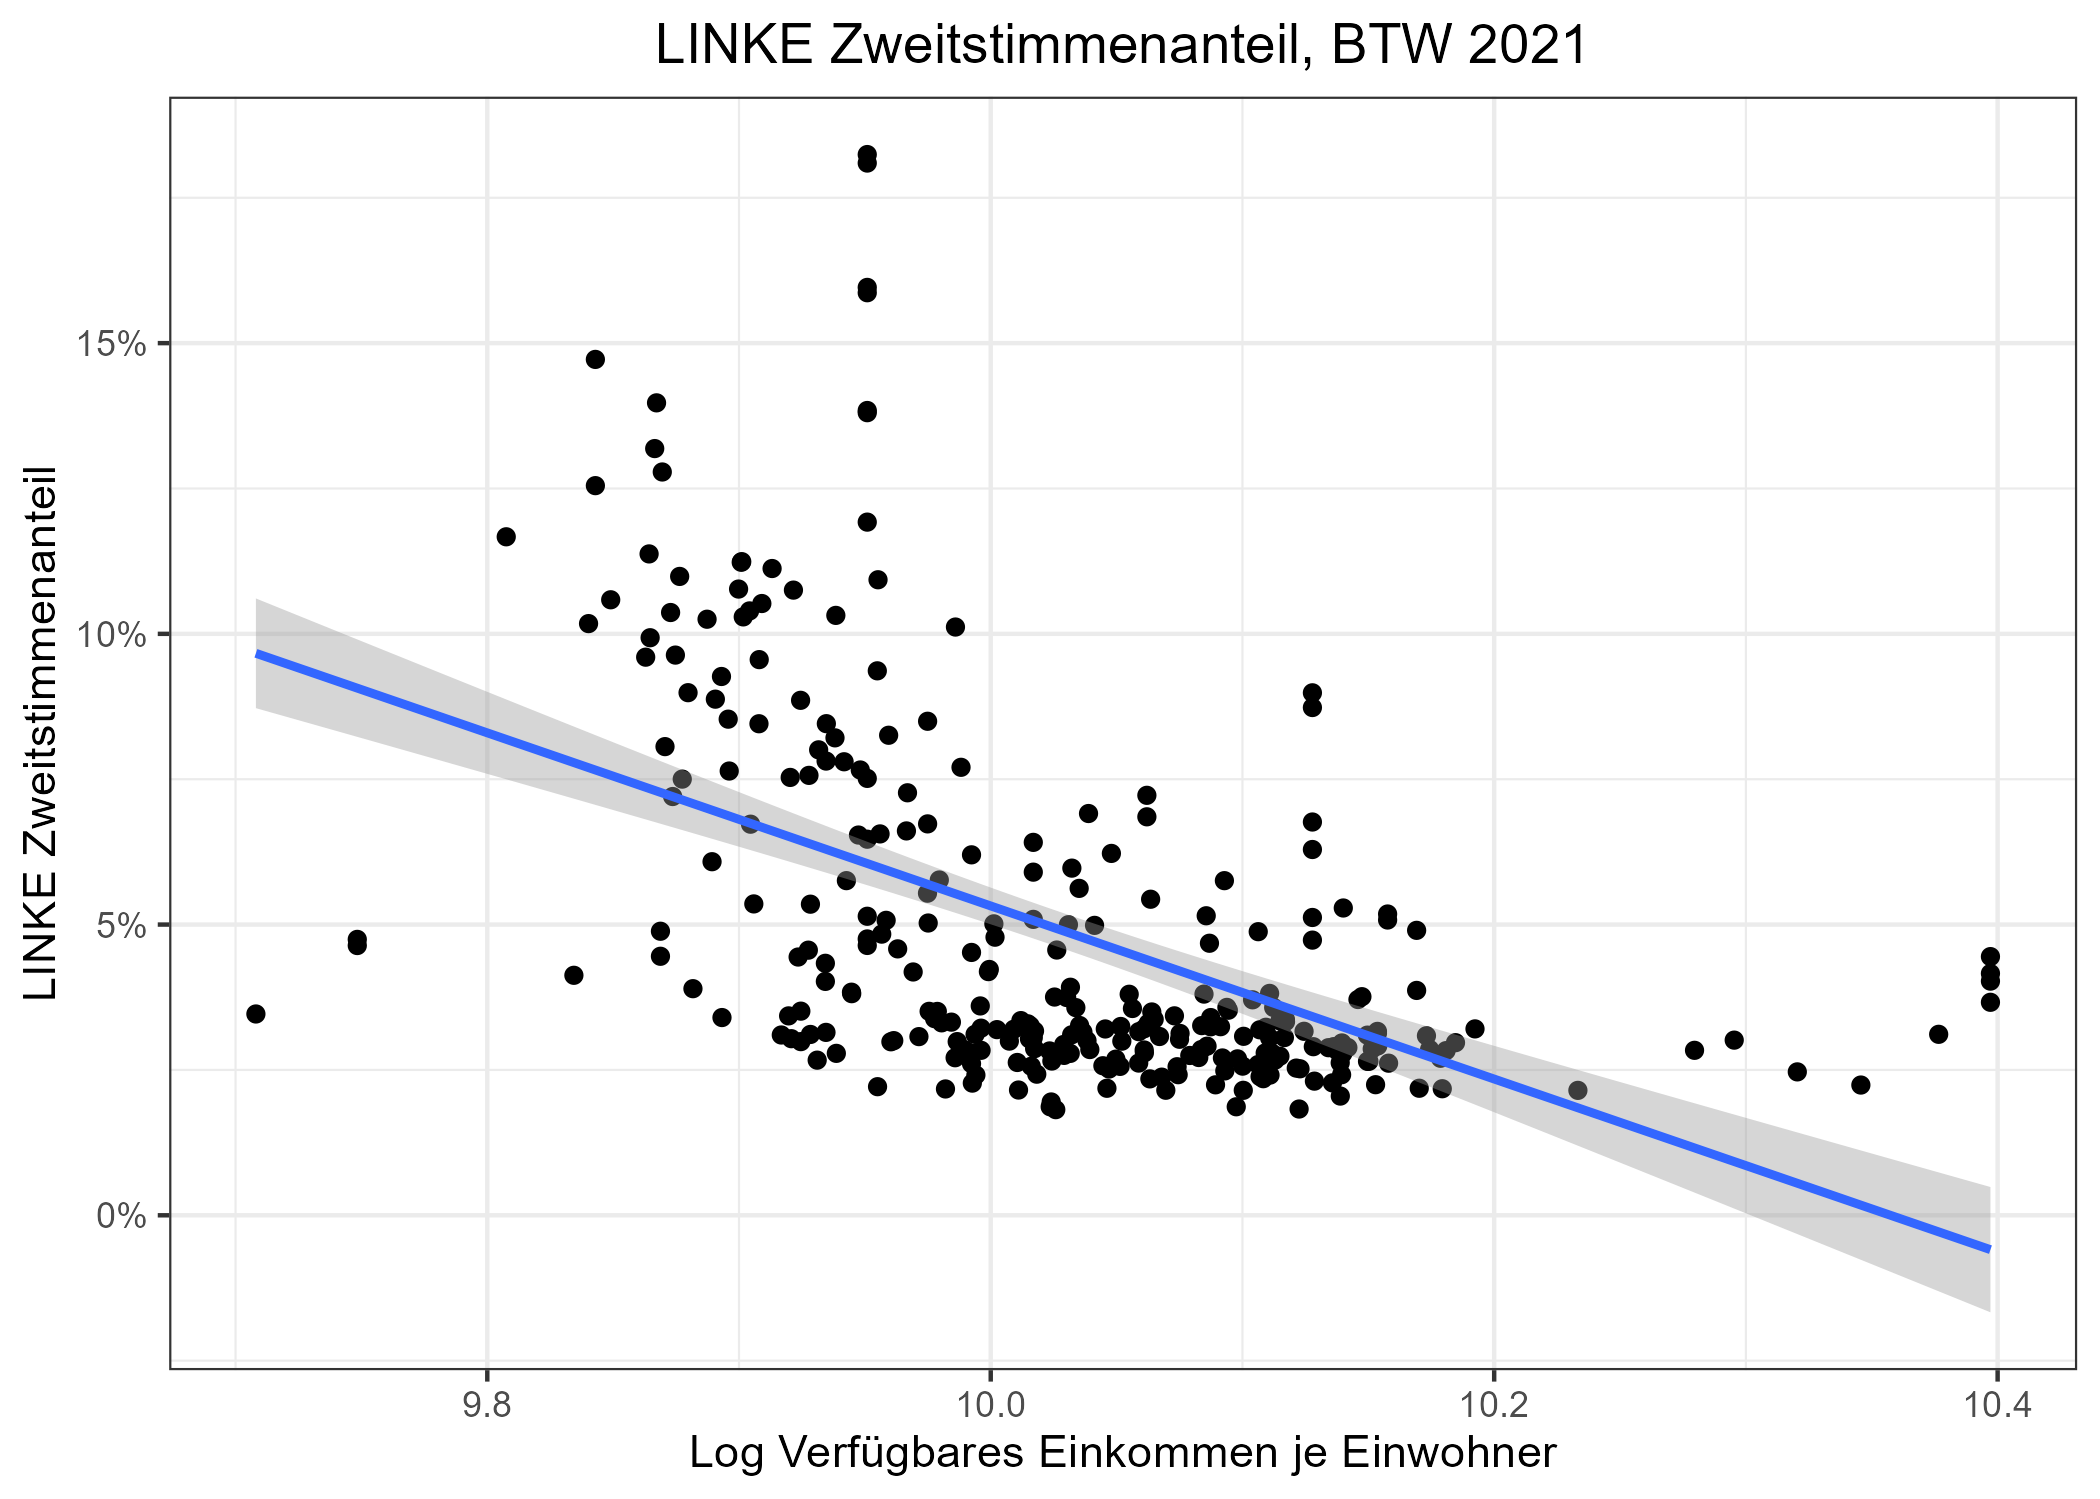 LINKE Zweitstimmenanteil, BTW 2021
LINKE Zweitstimmenanteil
15%
10%
5%
0%
9.8 10.0 10.2 10.4
Log Verfügbares Einkommen je Einwohner